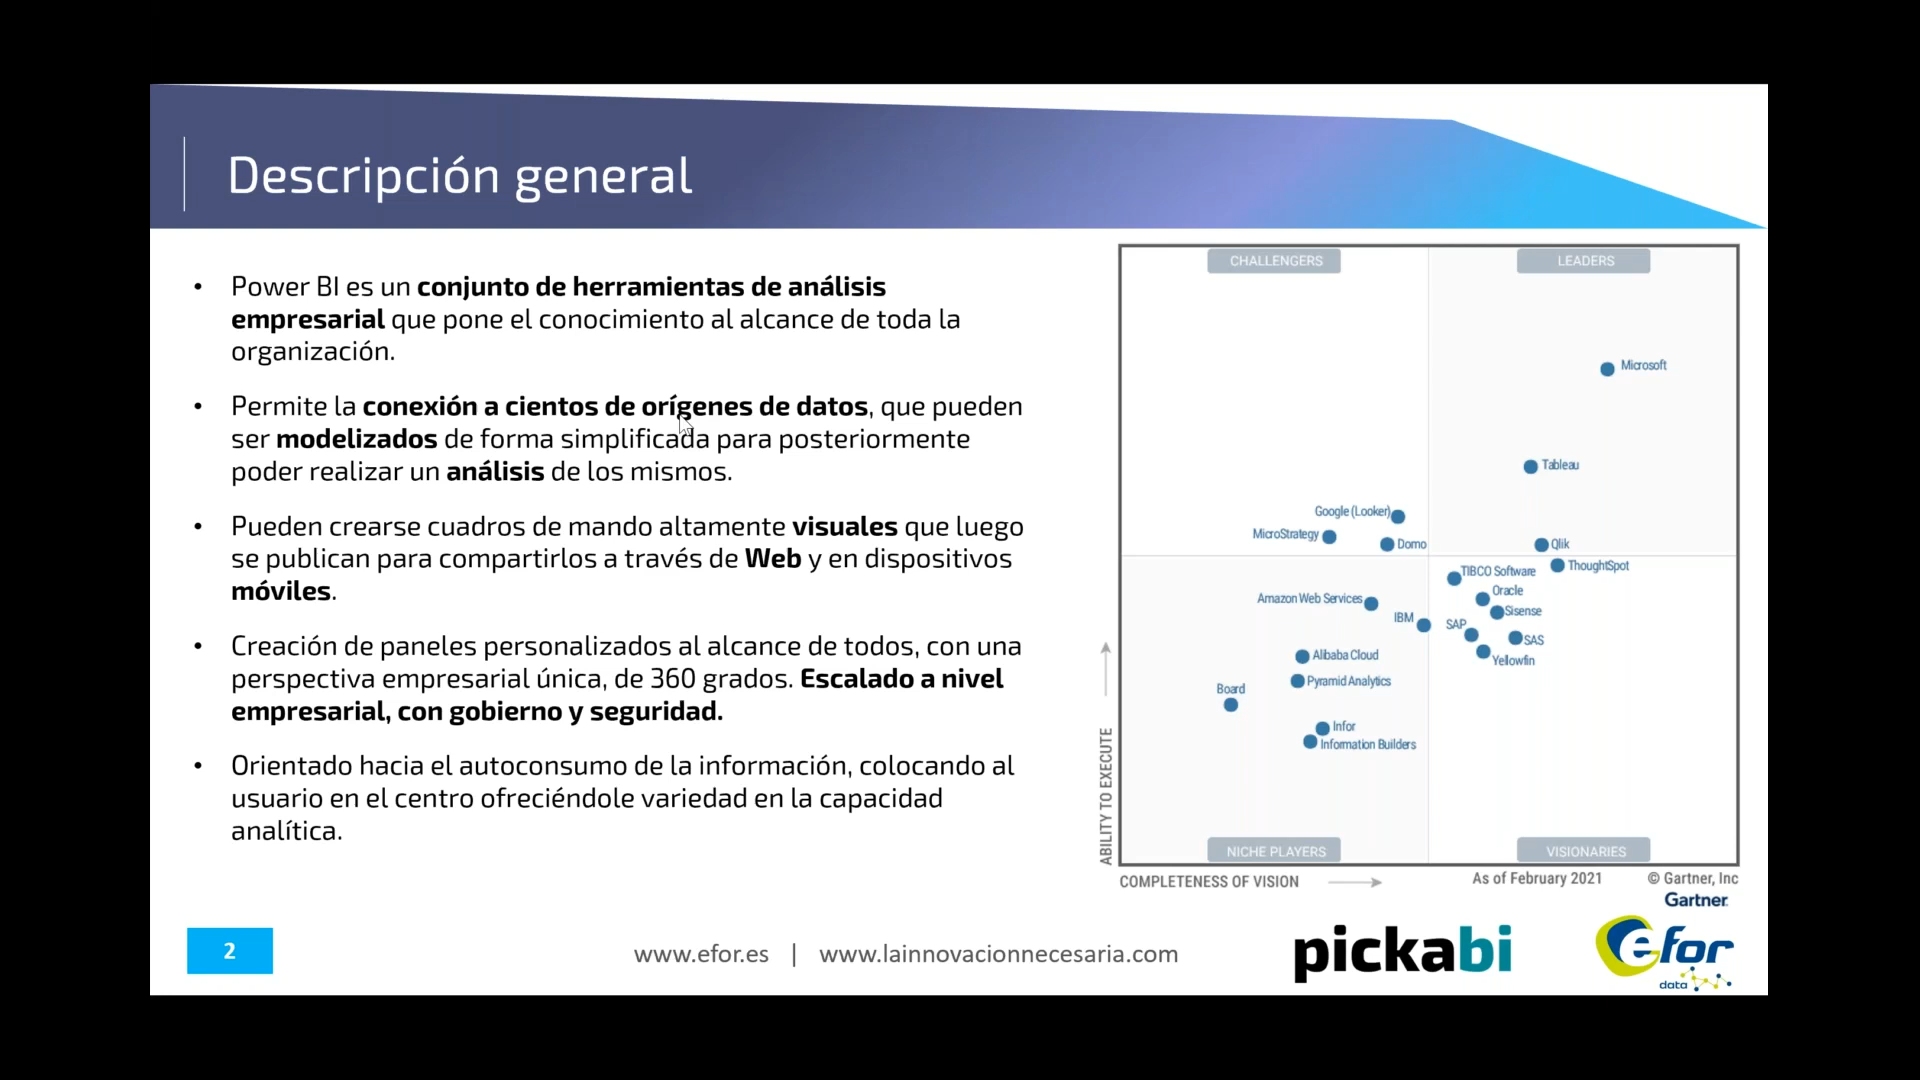 Descripción general
• Power BI es un conjunto de herramientas de análisis
empresarial que pone el conocimiento al alcance de toda la
organización.
• Permite la conexión a cientos de orígenes de datos, que pueden
ser modelizados de forma simplificada para posteriormente
poder realizar un análisis de los mismos.
• Pueden crearse cuadros de mando altamente visuales que luego
se publican para compartirlos a través de Web y en dispositivos
móviles.
• Creación de paneles personalizados al alcance de todos, con una
perspectiva empresarial única, de 360 grados. Escalado a nivel
empresarial, con gobierno y seguridad.
• Orientado hacia el autoconsumo de la información, colocando al
usuario en el centro ofreciéndole variedad en la capacidad
analítica.
CHALLENGERS
LEADERS
Microsoft
Tableau
Google (Looker)
MicroStrategy
Domo
Qlik
ThoughtSpot
TIBCO Software
Oracle
Amazon Web Services
Sisense
IBM
SAP
SAS
Yellowfin
Alibaba Cloud
Pyramid Analytics
Board
Infor
Information Builders
NICHE PLAYERS
VISIONARIES
ABILITY TO EXECUTE
COMPLETENESS OF VISION
As of February 2021
© Gartner, Inc
Gartner
2
www.efor.es | www.lainnovacionnecesaria.com
pickabi
efor
data